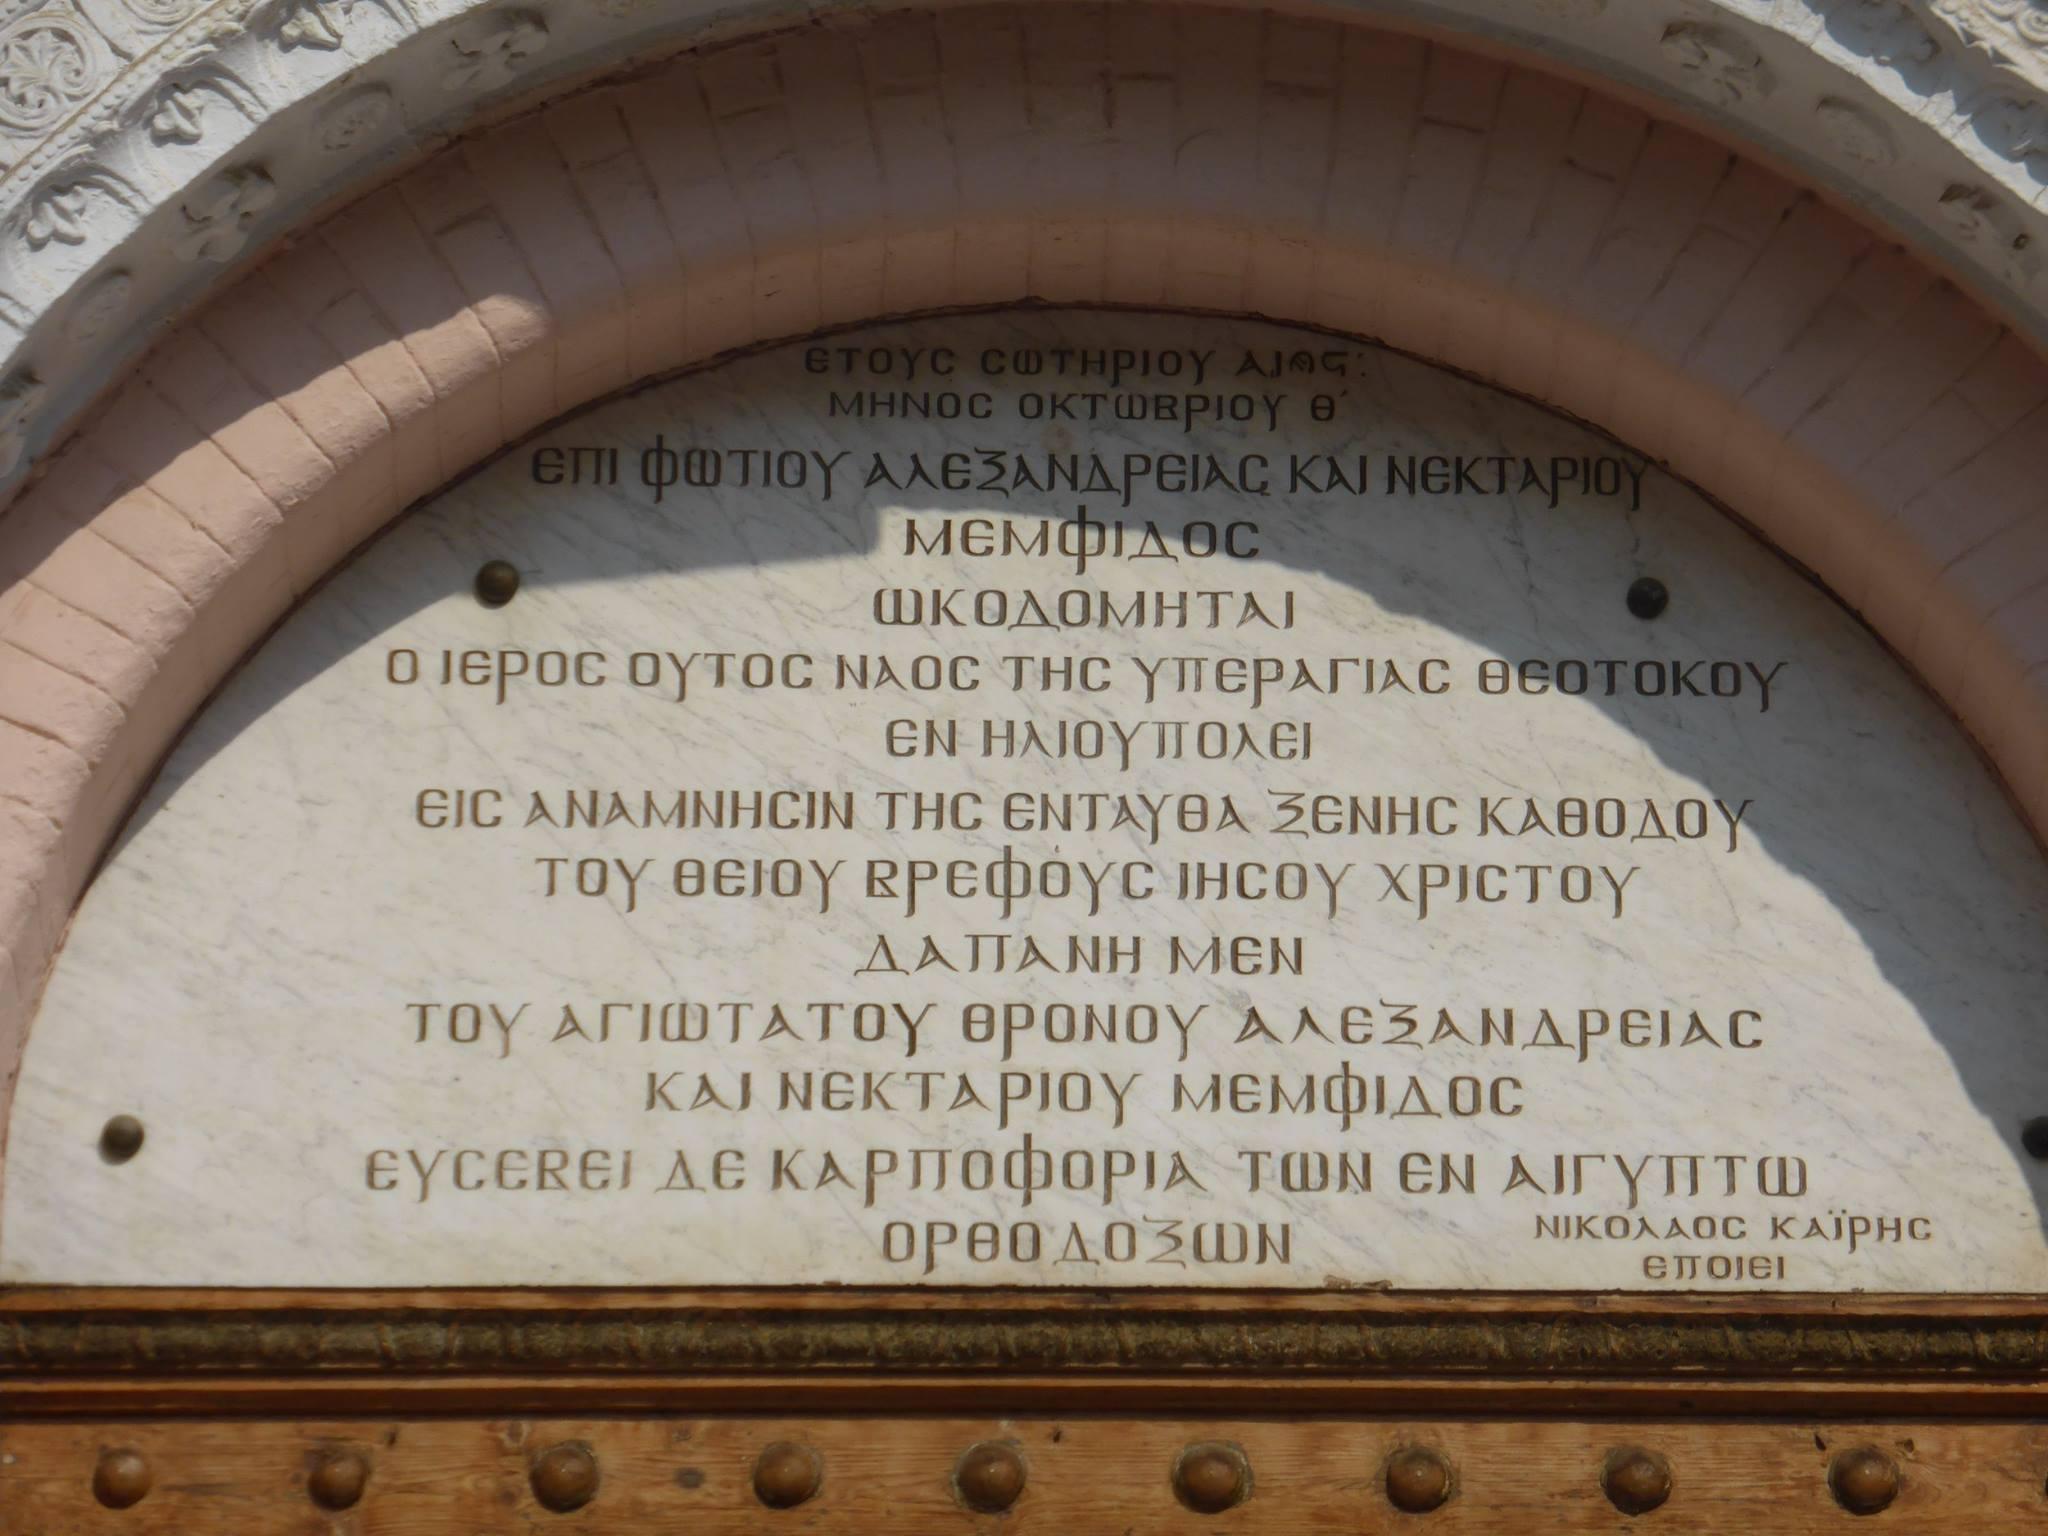 ΕΤΟΥϹ ϹΩΤΗΡΙΟΥ
ΜΗΝΟϹ ΟΚΤΩΒΡΙΟΥ Θ΄
ΕΠΙ ΦΩΤΙΟΥ ΑΛΕΞΑΝΔΡΕΙΑϹ ΚΑΙ ΝΕΚΤΑΡΙΟΥ
ΜΕΜΦΙΔΟϹ
ΩΚΟΔΟΜΗΤΑΙ
Ο ΙΕΡΟϹ ΟΥΤΟϹ ΝΑΟϹ ΤΗϹ ΥΠΕΡΑΓΙΑϹ ΘΕΟΤΟΚΟΥ
ΕΝ ΗΛΙΟΥΠΟΛΕΙ
ΕΙϹ ΑΝΑΜΝΗϹΙΝ ΤΗϹ ΕΝΤΑΥΘΑ ΞΕΝΗϹ ΚΑΘΟΔΟΥ
ΤΟΥ ΘΕΙΟΥ ΒΡΕΦΟΥϹ ΙΗϹΟΥ ΧΡΙϹΤΟΥ
ΔΑΠΑΝΗ ΜΕΝ
ΤΟΥ ΑΓΙΩΤΑΤΟΥ ΘΡΟΝΟΥ ΑΛΕΞΑΝΔΡΕΙΑϹ
ΚΑΙ ΝΕΚΤΑΡΙΟΥ ΜΕΜΦΙΔΟϹ
ΕΥϹΕΒΕΙ ΔΕ ΚΑΡΠΟΦΟΡΙΑ ΤΩΝ ΕΝ ΑΙΓΥΠΤΩ
ΟΡΘΟΔΟΞΩΝ
ΝΙΚΟΛΑΟϹ ΚΑΪΡΗϹ
ΕΠΟΙΕΙ